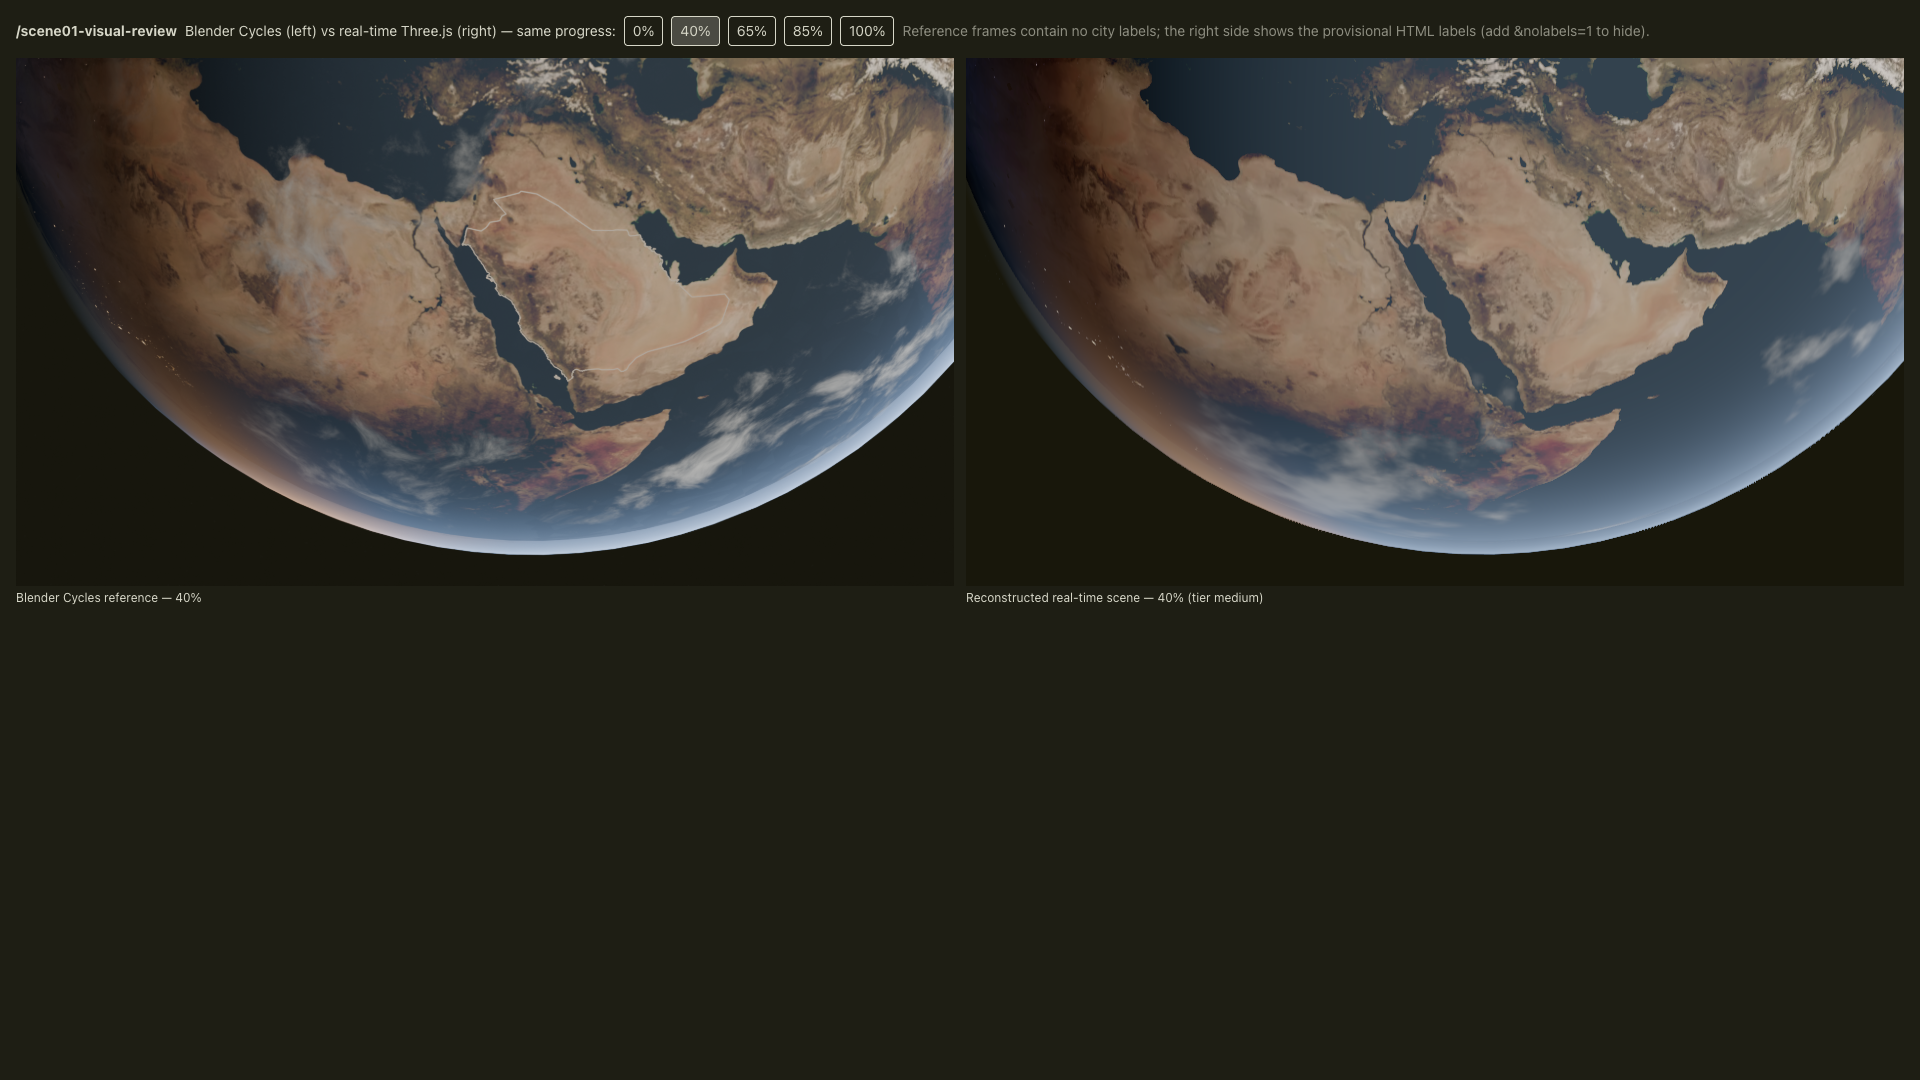 /scene01-visual-review Blender Cycles (left) vs real-time Three.js (right) — same progress: 0% 40% 65% 85% 100% Reference frames contain no city labels; the right side shows the provisional HTML labels (add &nolabels=1 to hide).
Blender Cycles reference — 40%
Reconstructed real-time scene — 40% (tier medium)